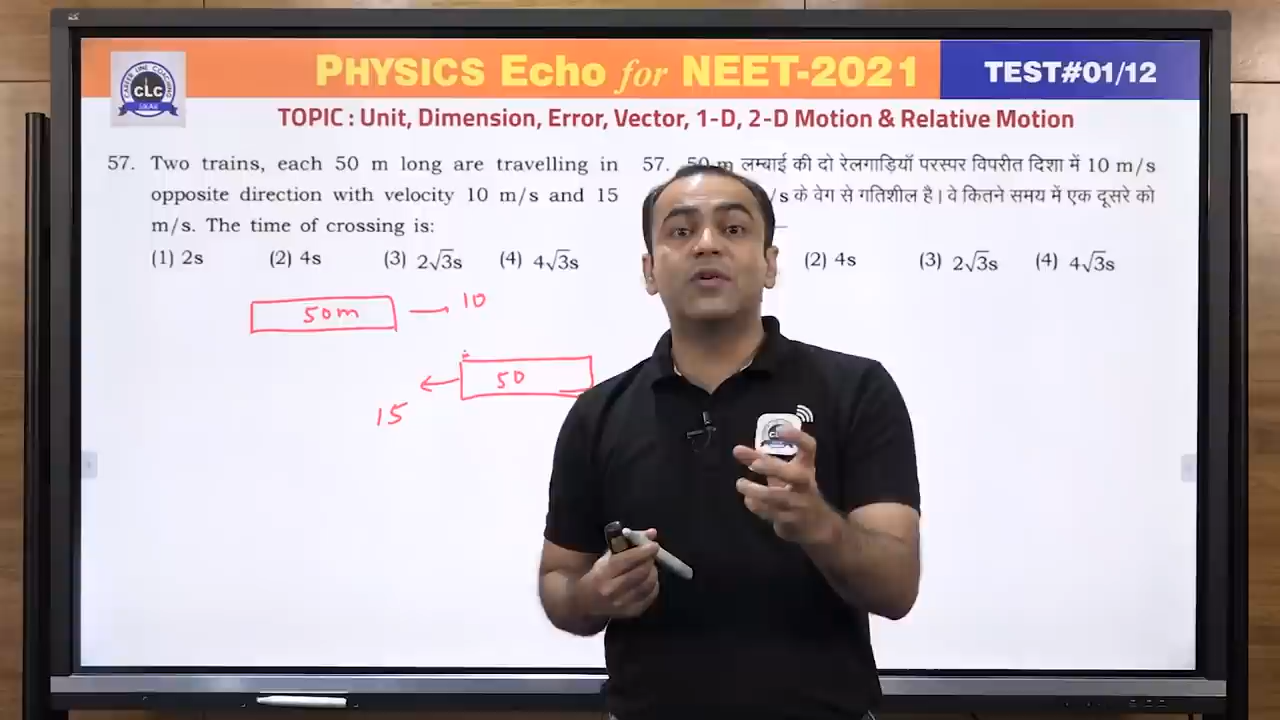 PHYSICS Echo for NEET-2021
TEST#01/12
CLC
TOPIC : Unit, Dimension, Error, Vector, 1-D, 2-D Motion & Relative Motion
57. Two trains, each 50 m long are travelling in
opposite direction with velocity 10 m/s and 15
m/s. The time of crossing is:
(1) 2s (2) 4s (3) 2√3s (4) 4√3s
57. 50 m लम्बाई की दो रेलगाड़ियाँ परस्पर विपरीत दिशा में 10 m/s
/s के वेग से गतिशील है। वे कितने समय में एक दूसरे को
(2) 4s (3) 2√3s (4) 4√3s
50m 10
50
15
CLC